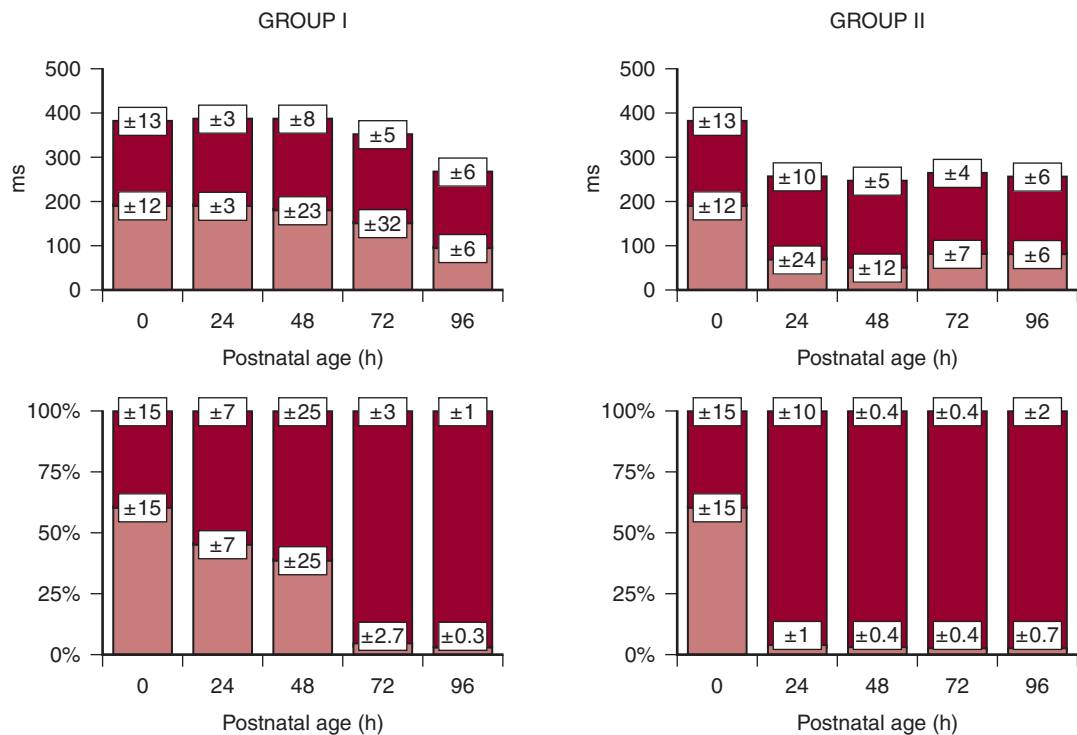 GROUP I
500
400
300
200
100
0
ms
±13 ±3 ±8 ±5 ±6
±12 ±3 ±23 ±32 ±6
0 24 48 72 96
Postnatal age (h)
GROUP II
500
400
300
200
100
0
ms
±13 ±10 ±5 ±4 ±6
±12 ±24 ±12 ±7 ±6
0 24 48 72 96
Postnatal age (h)
100%
75%
50%
25%
0%
±15 ±7 ±25 ±3 ±1
±15 ±7 ±25 ±2.7 ±0.3
0 24 48 72 96
Postnatal age (h)
100%
75%
50%
25%
0%
±15 ±10 ±0.4 ±0.4 ±2
±15 ±1 ±0.4 ±0.4 ±0.7
0 24 48 72 96
Postnatal age (h)